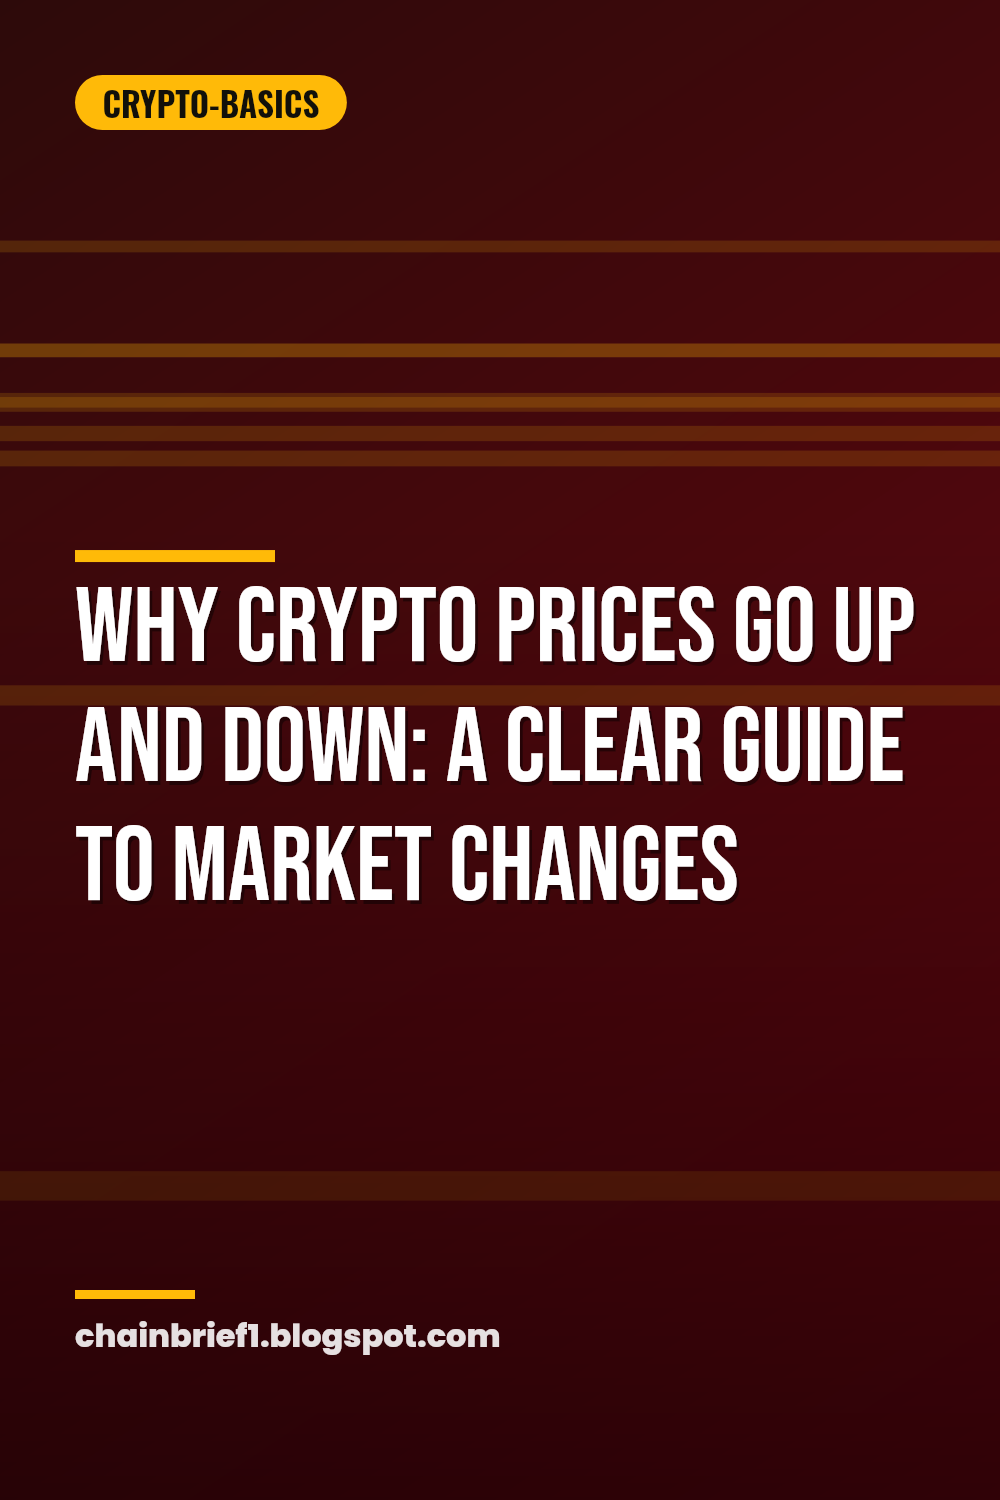 CRYPTO-BASICS
WHY CRYPTO PRICES GO UP
AND DOWN: A CLEAR GUIDE
TO MARKET CHANGES
chainbrief1.blogspot.com